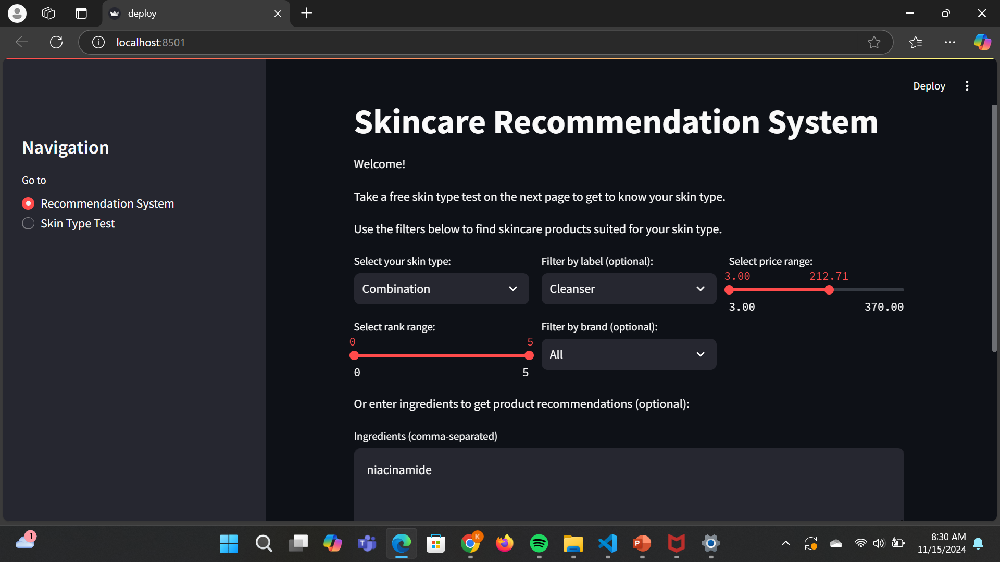 deploy
localhost:8501
Deploy
Navigation
Go to
Recommendation System
Skin Type Test
Skincare Recommendation System
Welcome!
Take a free skin type test on the next page to get to know your skin type.
Use the filters below to find skincare products suited for your skin type.
Select your skin type:
Combination
Filter by label (optional):
Cleanser
Select price range:
3.00 212.71
3.00 370.00
Select rank range:
0 5
0 5
Filter by brand (optional):
All
Or enter ingredients to get product recommendations (optional):
Ingredients (comma-separated)
niacinamide
1
T
K
P
8:30 AM
11/15/2024